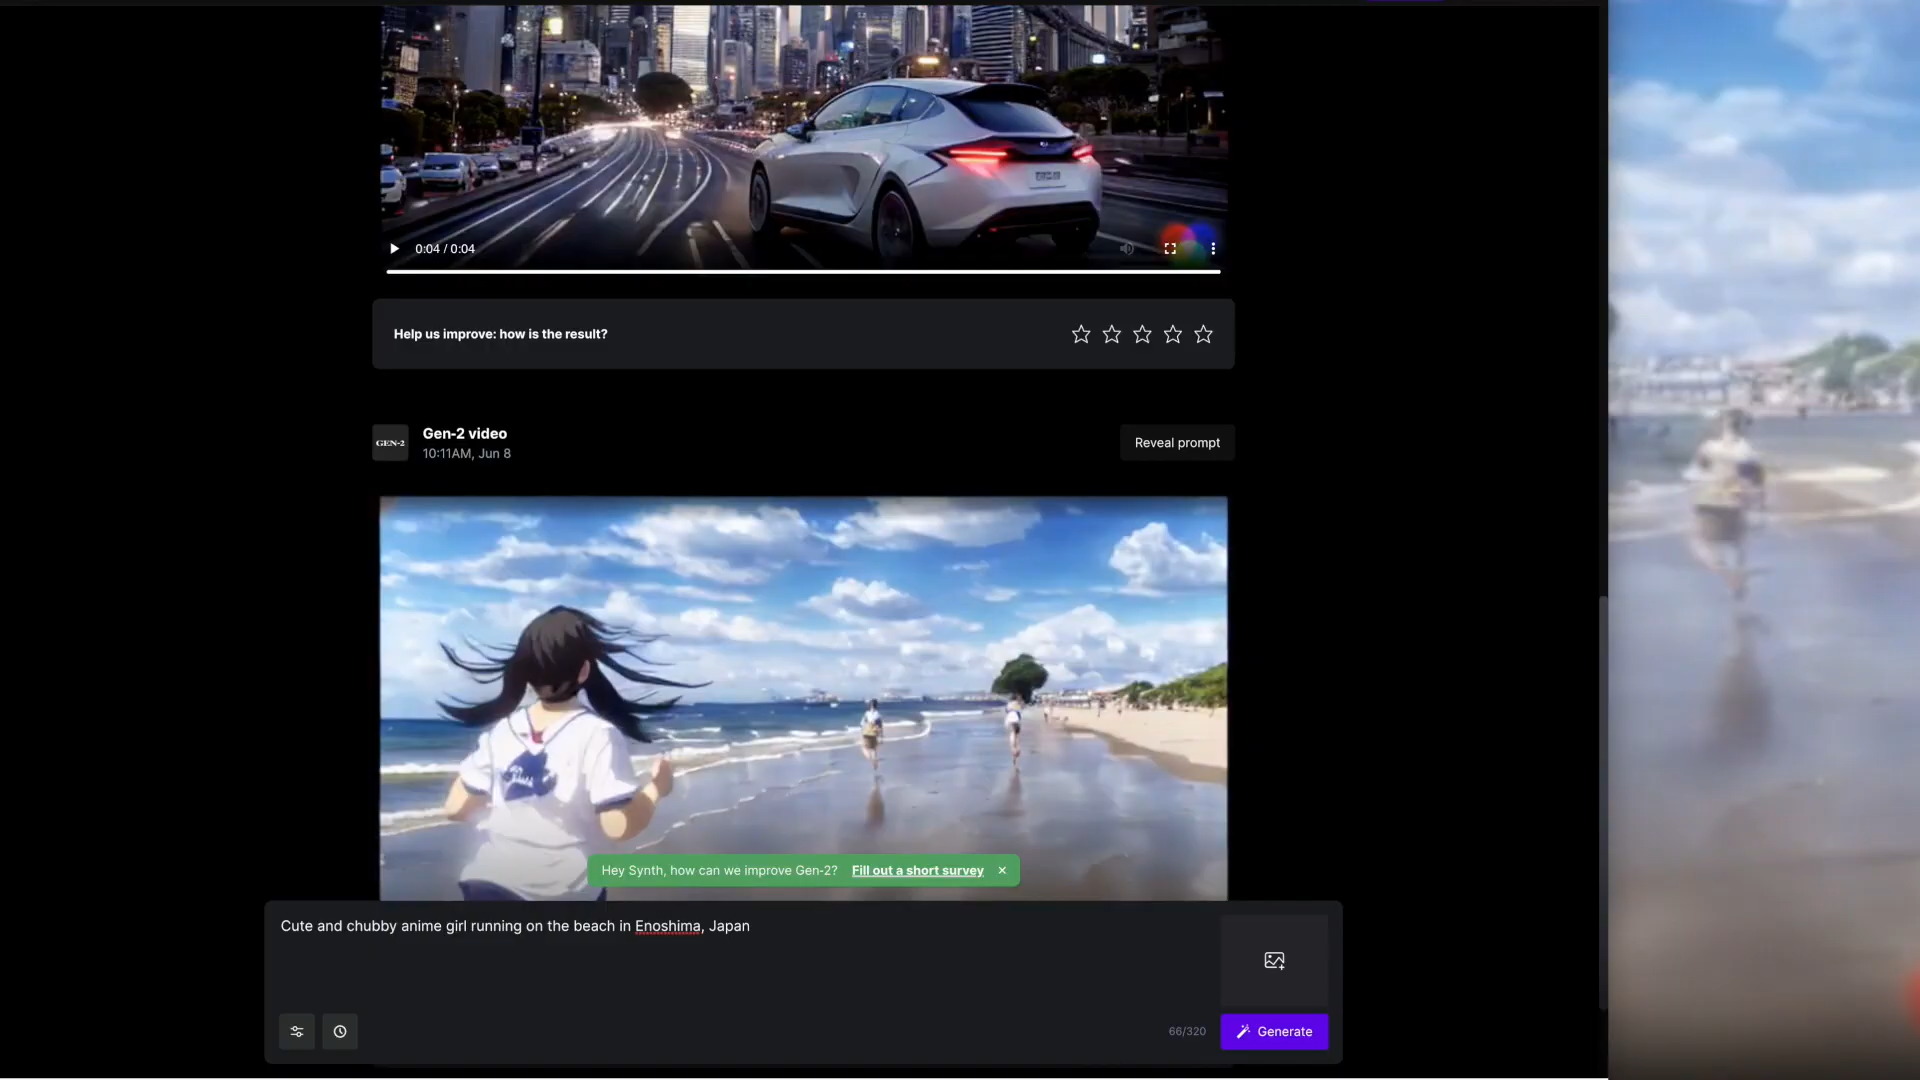 0:04 / 0:04
Help us improve: how is the result?
GEN-2
Gen-2 video
10:11AM, Jun 8
Reveal prompt
Hey Synth, how can we improve Gen-2? Fill out a short survey
Cute and chubby anime girl running on the beach in Enoshima, Japan
66/320
Generate